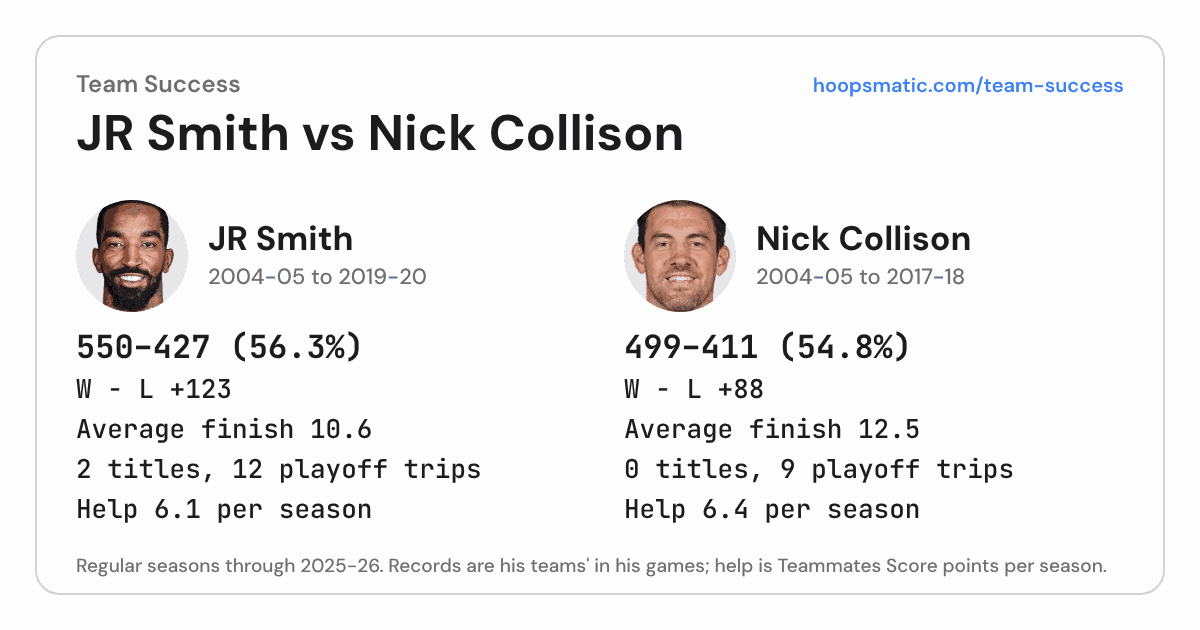 Team Success
hoopsmatic.com/team-success
JR Smith vs Nick Collison
JR Smith
2004-05 to 2019-20
550-427 (56.3%)
W - L +123
Average finish 10.6
2 titles, 12 playoff trips
Help 6.1 per season
Nick Collison
2004-05 to 2017-18
499-411 (54.8%)
W - L +88
Average finish 12.5
0 titles, 9 playoff trips
Help 6.4 per season
Regular seasons through 2025-26. Records are his teams' in his games; help is Teammates Score points per season.